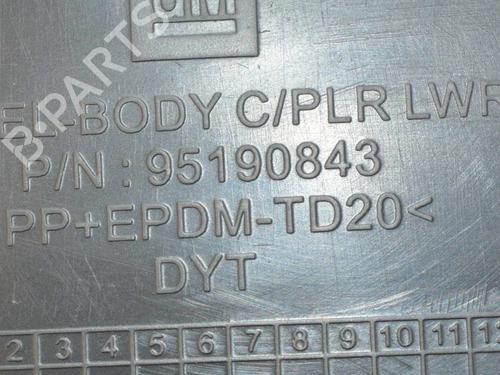 GM
EL-BODY C/PLR LWR
P/N : 95190843
PP+EPDM-TD20<
DYT
2 3 4 5 6 7 8 9 10 11 12
B-PARTS